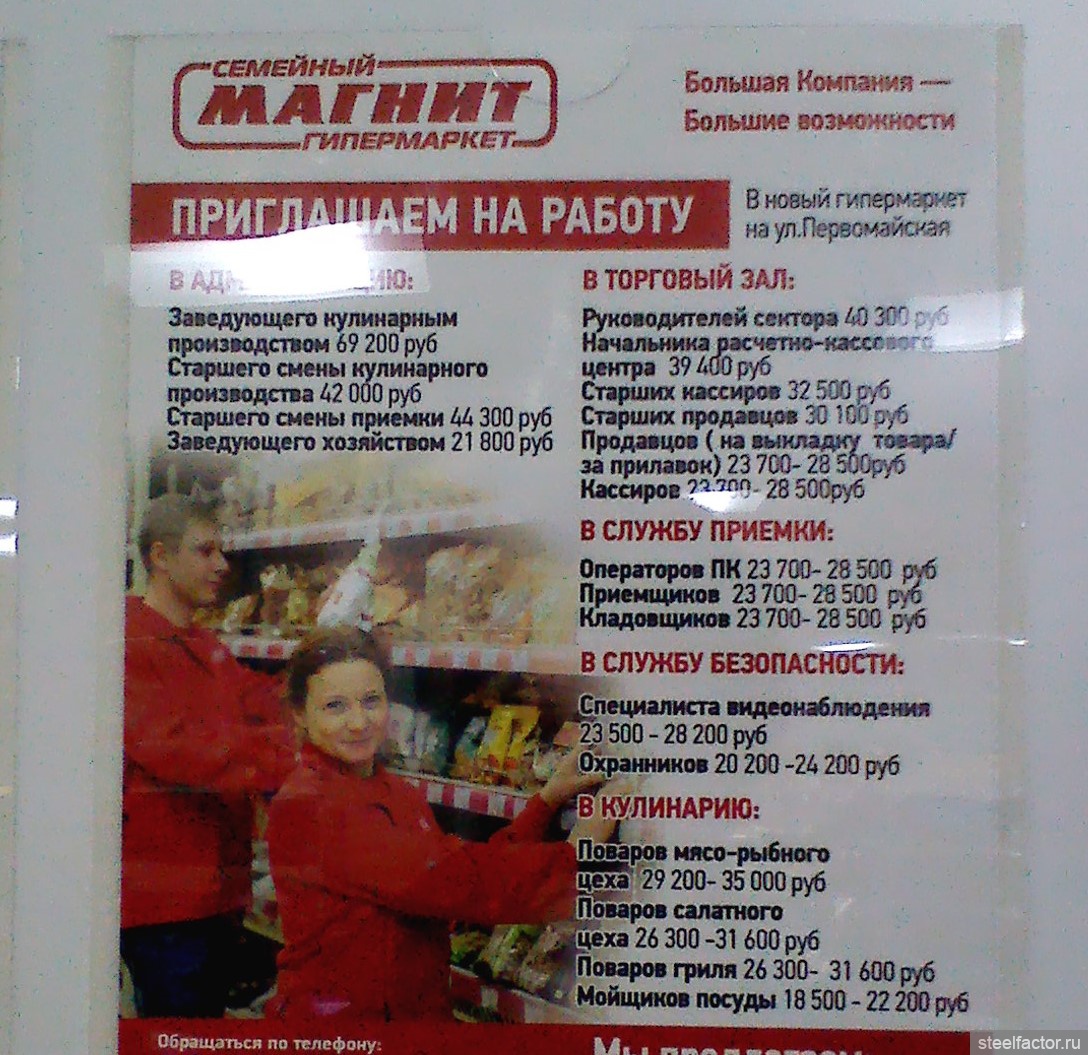 СЕМЕЙНЫЙ
МАГНИТ
ГИПЕРМАРКЕТ
Большая Компания —
Большие возможности
ПРИГЛАШАЕМ НА РАБОТУ
В новый гипермаркет
на ул.Первомайская
Заведующего кулинарным
производством 69 200 руб
Старшего смены кулинарного
производства 42 000 руб
Старшего смены приемки 44 300 руб
Заведующего хозяйством 21 800 руб
В ТОРГОВЫЙ ЗАЛ:
Руководителей сектора 40 300 руб
Начальника расчетно-кассового
центра 39 400 руб
Старших кассиров 32 500 руб
Старших продавцов 30 100 руб
Продавцов ( на выкладку товара/
за прилавок) 23 700- 28 500руб
Кассиров 23 700- 28 500руб
В СЛУЖБУ ПРИЕМКИ:
Операторов ПК 23 700- 28 500 руб
Приемщиков 23 700- 28 500 руб
Кладовщиков 23 700- 28 500 руб
В СЛУЖБУ БЕЗОПАСНОСТИ:
Специалиста видеонаблюдения
23 500 - 28 200 руб
Охранников 20 200 -24 200 руб
В КУЛИНАРИЮ:
Поваров мясо-рыбного
цеха 29 200- 35 000 руб
Поваров салатного
цеха 26 300 -31 600 руб
Поваров гриля 26 300- 31 600 руб
Мойщиков посуды 18 500 - 22 200 руб
Обращаться по телефону:
Мы предлагаем
steelfactor.ru